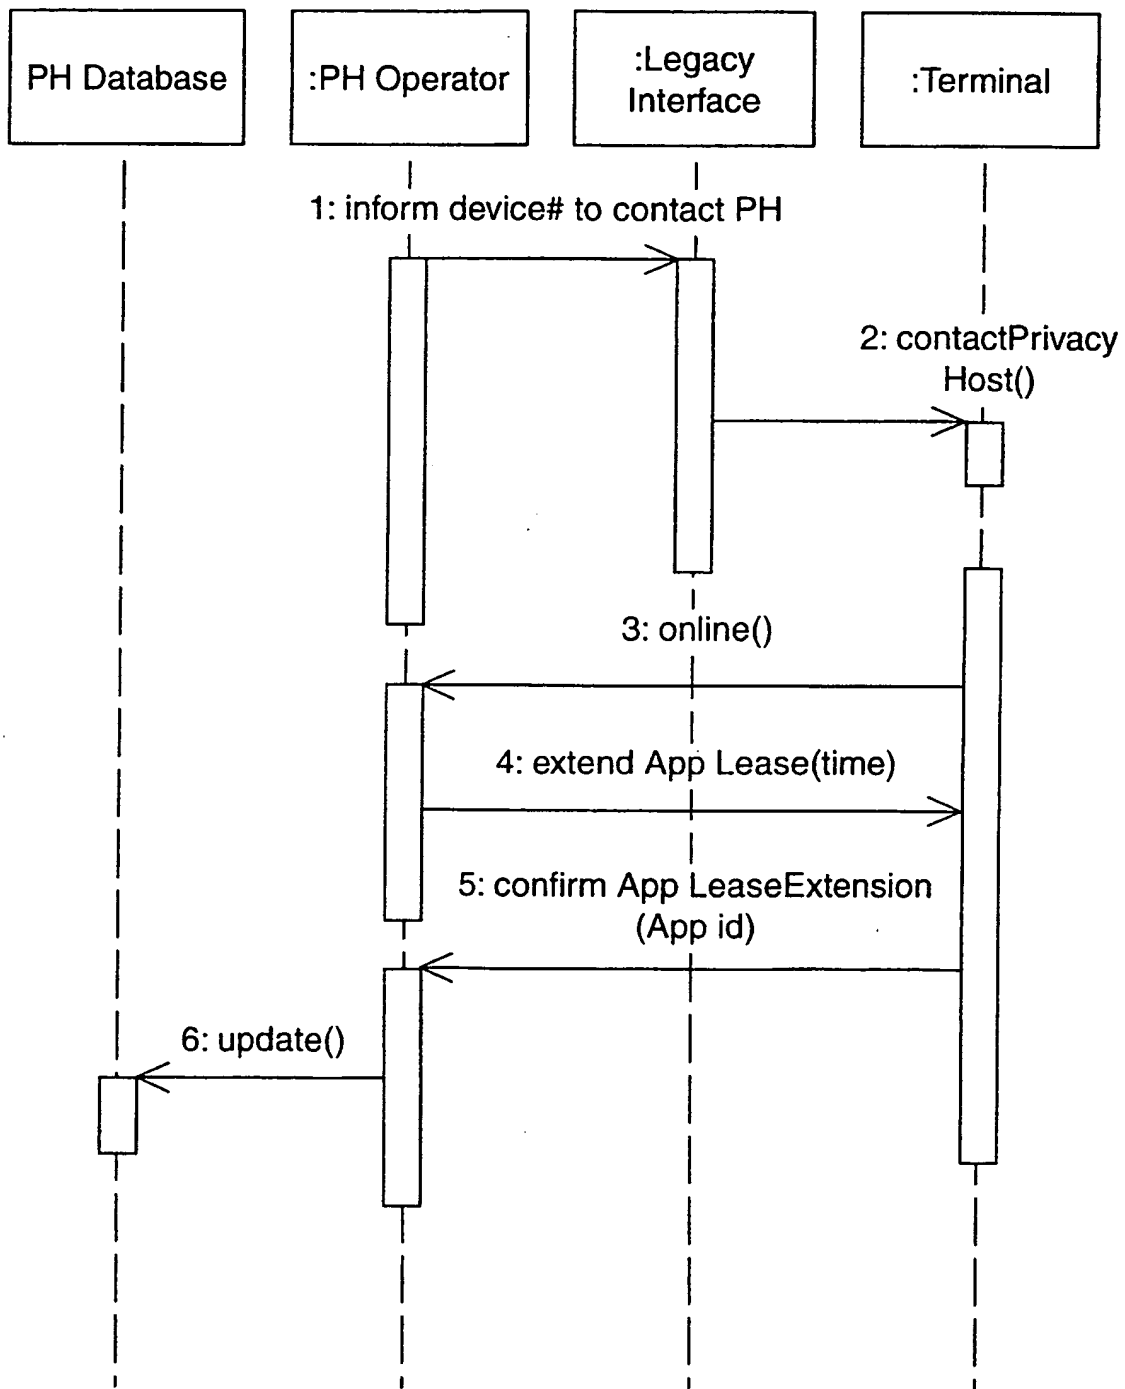 PH Database
:PH Operator
:Legacy
Interface
:Terminal
1: inform device# to contact PH
2: contactPrivacy
Host()
3: online()
4: extend App Lease(time)
5: confirm App LeaseExtension
(App id)
6: update()